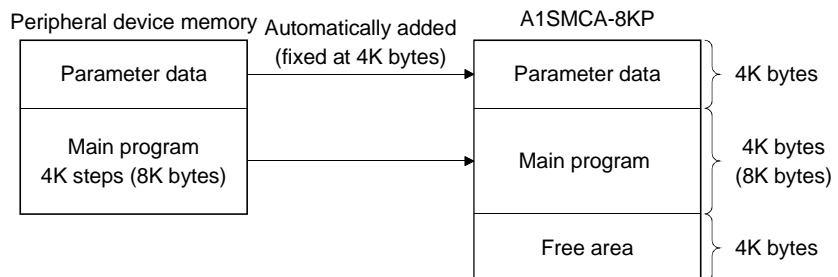 Peripheral device memory
Automatically added
(fixed at 4K bytes)
A1SMCA-8KP
Parameter data
Parameter data
4K bytes
Main program
4K steps (8K bytes)
Main program
4K bytes
(8K bytes)
Free area
4K bytes